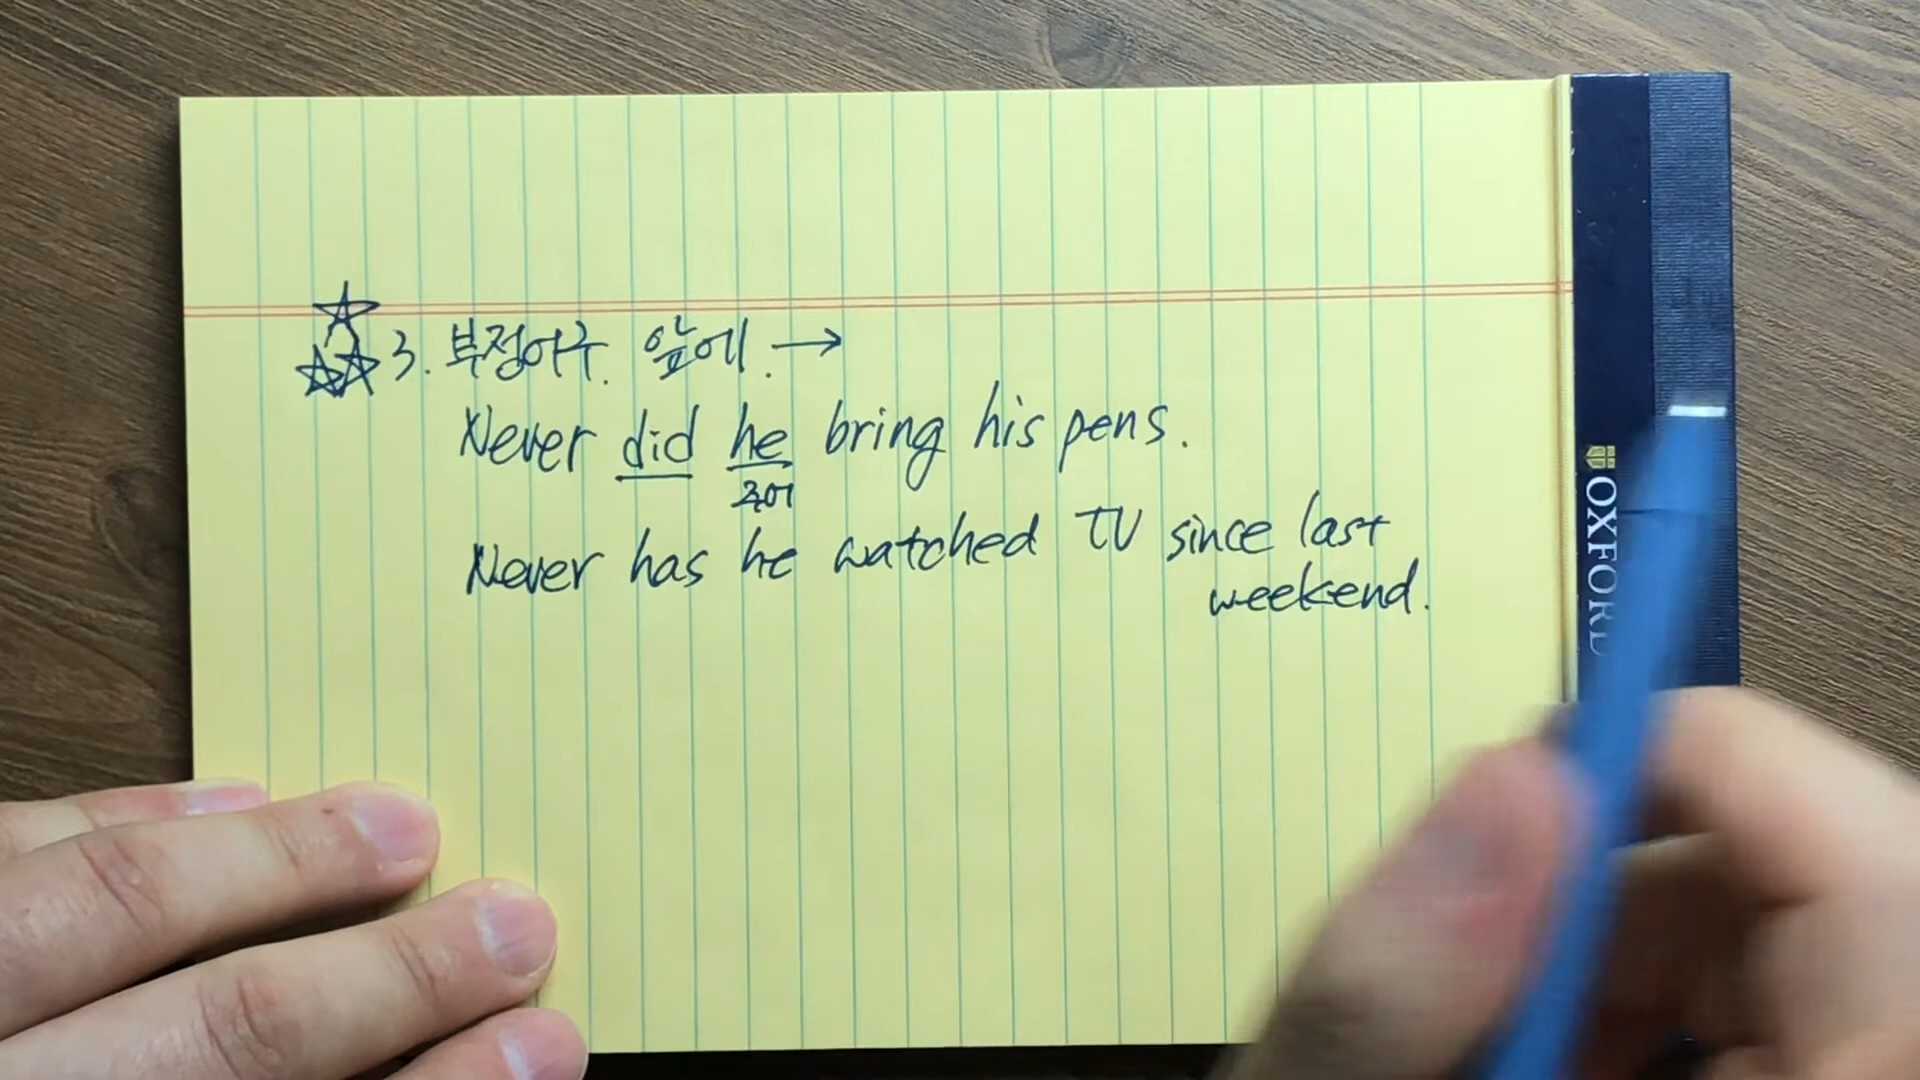 3. 부정어구 앞에 →
Never did he bring his pens.
주어
Never has he watched TV since last
weekend.
OXFORD